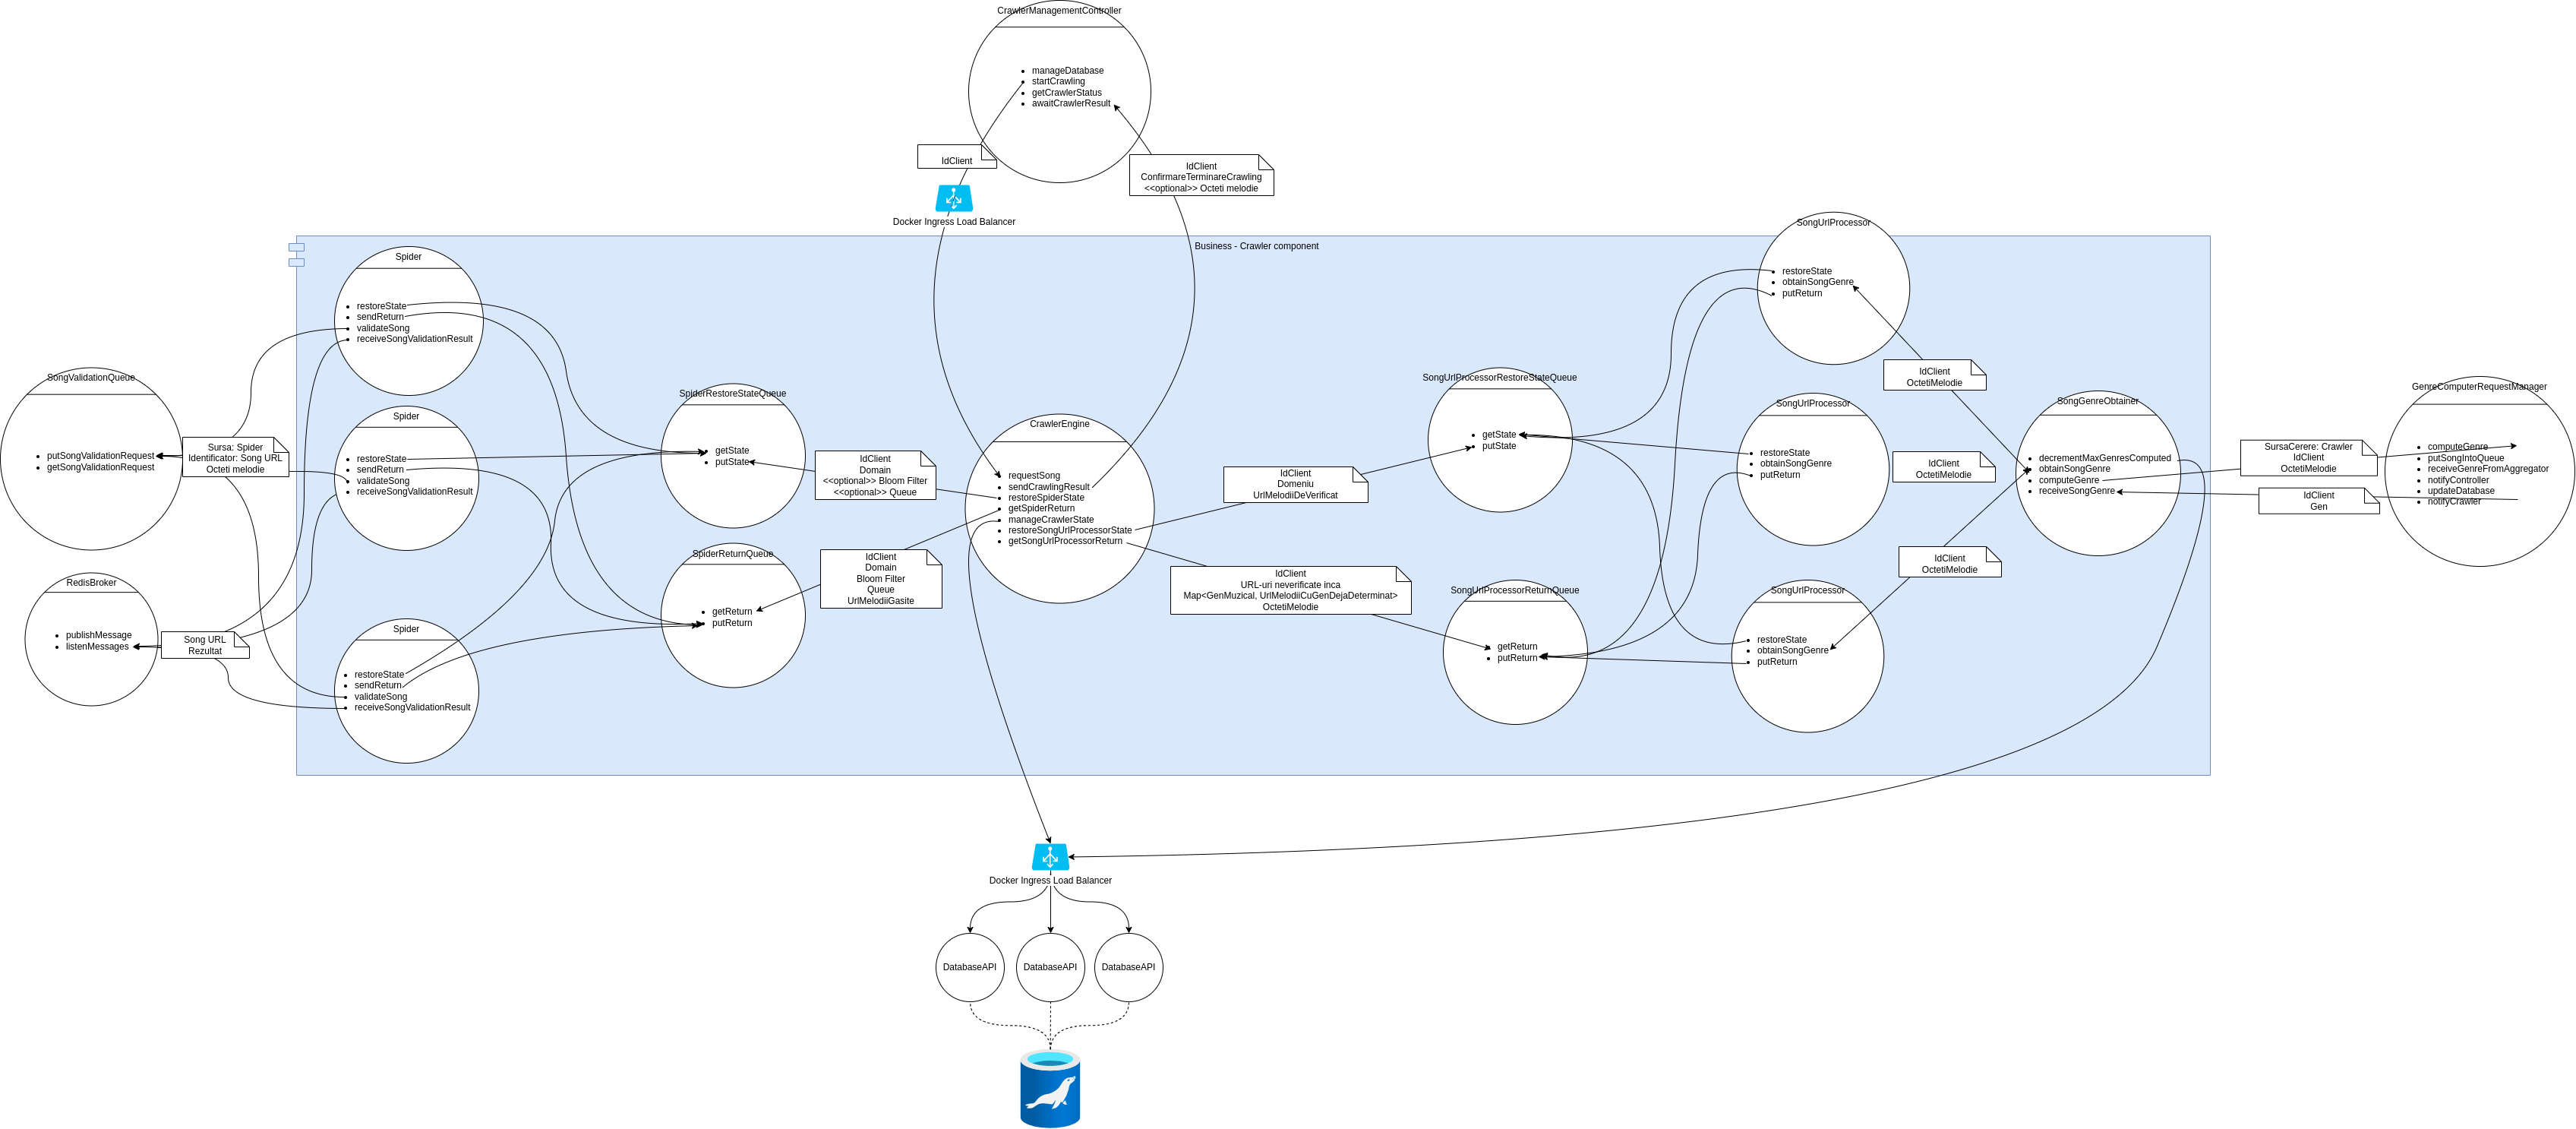 CrawlerManagementController
manageDatabase
startCrawling
getCrawlerStatus
awaitCrawlerResult
IdClient
IdClient
ConfirmareTerminareCrawling
<<optional>> Octeti melodie
Docker Ingress Load Balancer
Business - Crawler component
Spider
restoreState
sendReturn
validateSong
receiveSongValidationResult
SongValidationQueue
putSongValidationRequest
getSongValidationRequest
Sursa: Spider
Identificator: Song URL
Octeti melodie
Spider
restoreState
sendReturn
validateSong
receiveSongValidationResult
RedisBroker
publishMessage
listenMessages
Song URL
Rezultat
Spider
restoreState
sendReturn
validateSong
receiveSongValidationResult
SpiderRestoreStateQueue
getState
putState
IdClient
Domain
<<optional>> Bloom Filter
<<optional>> Queue
SpiderReturnQueue
getReturn
putReturn
IdClient
Domain
Bloom Filter
Queue
UrlMelodiiGasite
CrawlerEngine
requestSong
sendCrawlingResult
restoreSpiderState
getSpiderReturn
manageCrawlerState
restoreSongUrlProcessorState
getSongUrlProcessorReturn
IdClient
Domeniu
UrlMelodiiDeVerificat
IdClient
URL-uri neverificate inca
Map<GenMuzical, UrlMelodiiCuGenDejaDeterminat>
OctetiMelodie
SongUrlProcessorRestoreStateQueue
getState
putState
SongUrlProcessorReturnQueue
getReturn
putReturn
SongUrlProcessor
restoreState
obtainSongGenre
putReturn
IdClient
OctetiMelodie
SongUrlProcessor
restoreState
obtainSongGenre
putReturn
IdClient
OctetiMelodie
SongUrlProcessor
restoreState
obtainSongGenre
putReturn
IdClient
OctetiMelodie
SongGenreObtainer
decrementMaxGenresComputed
obtainSongGenre
computeGenre
receiveSongGenre
SursaCerere: Crawler
IdClient
OctetiMelodie
IdClient
Gen
GenreComputerRequestManager
computeGenre
putSongIntoQueue
receiveGenreFromAggregator
notifyController
updateDatabase
notifyCrawler
Docker Ingress Load Balancer
DatabaseAPI
DatabaseAPI
DatabaseAPI